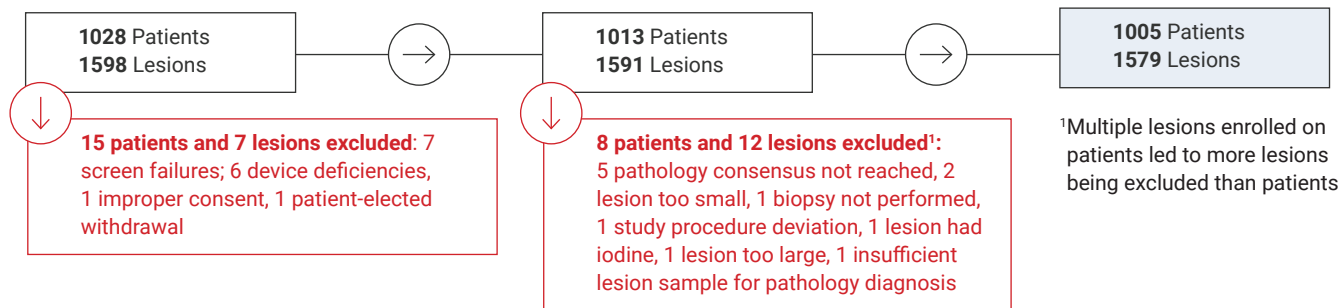 1028 Patients
1598 Lesions
1013 Patients
1591 Lesions
1005 Patients
1579 Lesions
15 patients and 7 lesions excluded: 7
screen failures; 6 device deficiencies,
1 improper consent, 1 patient-elected
withdrawal
8 patients and 12 lesions excluded¹:
5 pathology consensus not reached, 2
lesion too small, 1 biopsy not performed,
1 study procedure deviation, 1 lesion had
iodine, 1 lesion too large, 1 insufficient
lesion sample for pathology diagnosis
¹Multiple lesions enrolled on
patients led to more lesions
being excluded than patients